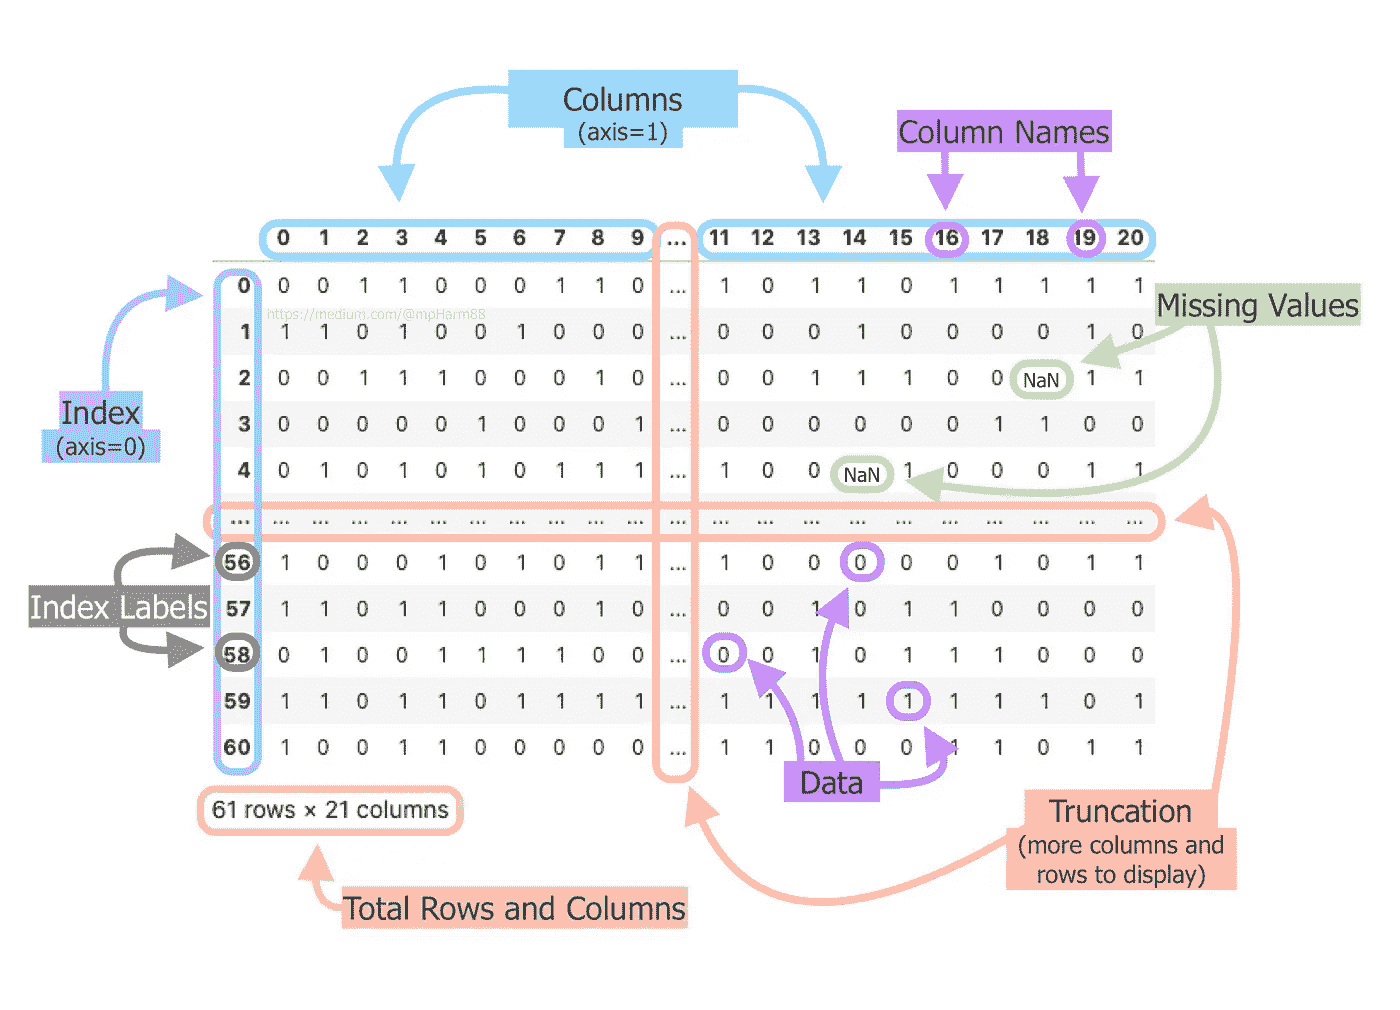 Columns
(axis=1)
Column Names
0 1 2 3 4 5 6 7 8 9 ... 11 12 13 14 15 16 17 18 19 20
0 0 0 1 1 0 0 0 1 1 0 ... 1 0 1 1 0 1 1 1 1 1
https://medium.com/@mpHarm88
Missing Values
1 1 1 0 1 0 0 1 0 0 0 ... 0 0 0 1 0 0 0 0 1 0
2 0 0 1 1 1 0 0 0 1 0 ... 0 0 1 1 1 0 0 NaN 1 1
Index
(axis=0)
3 0 0 0 0 0 1 0 0 0 1 ... 0 0 0 0 0 0 1 1 0 0
4 0 1 0 1 0 1 0 1 1 1 ... 1 0 0 NaN 1 0 0 0 1 1
... ... ... ... ... ... ... ... ... ... ... ... ... ... ... ... ... ... ... ... ... ...
56 1 0 0 0 1 0 1 0 1 1 ... 1 0 0 0 0 0 1 0 1 1
Index Labels
57 1 1 0 1 1 0 0 0 1 0 ... 0 0 1 0 1 1 0 0 0 0
58 0 1 0 0 1 1 1 1 0 0 ... 0 0 1 0 1 1 1 0 0 0
59 1 1 0 1 1 0 1 1 1 1 ... 1 1 1 1 1 1 1 1 0 1
60 1 0 0 1 1 0 0 0 0 0 ... 1 1 0 0 0 1 1 0 1 1
Data
61 rows × 21 columns
Truncation
(more columns and
rows to display)
Total Rows and Columns